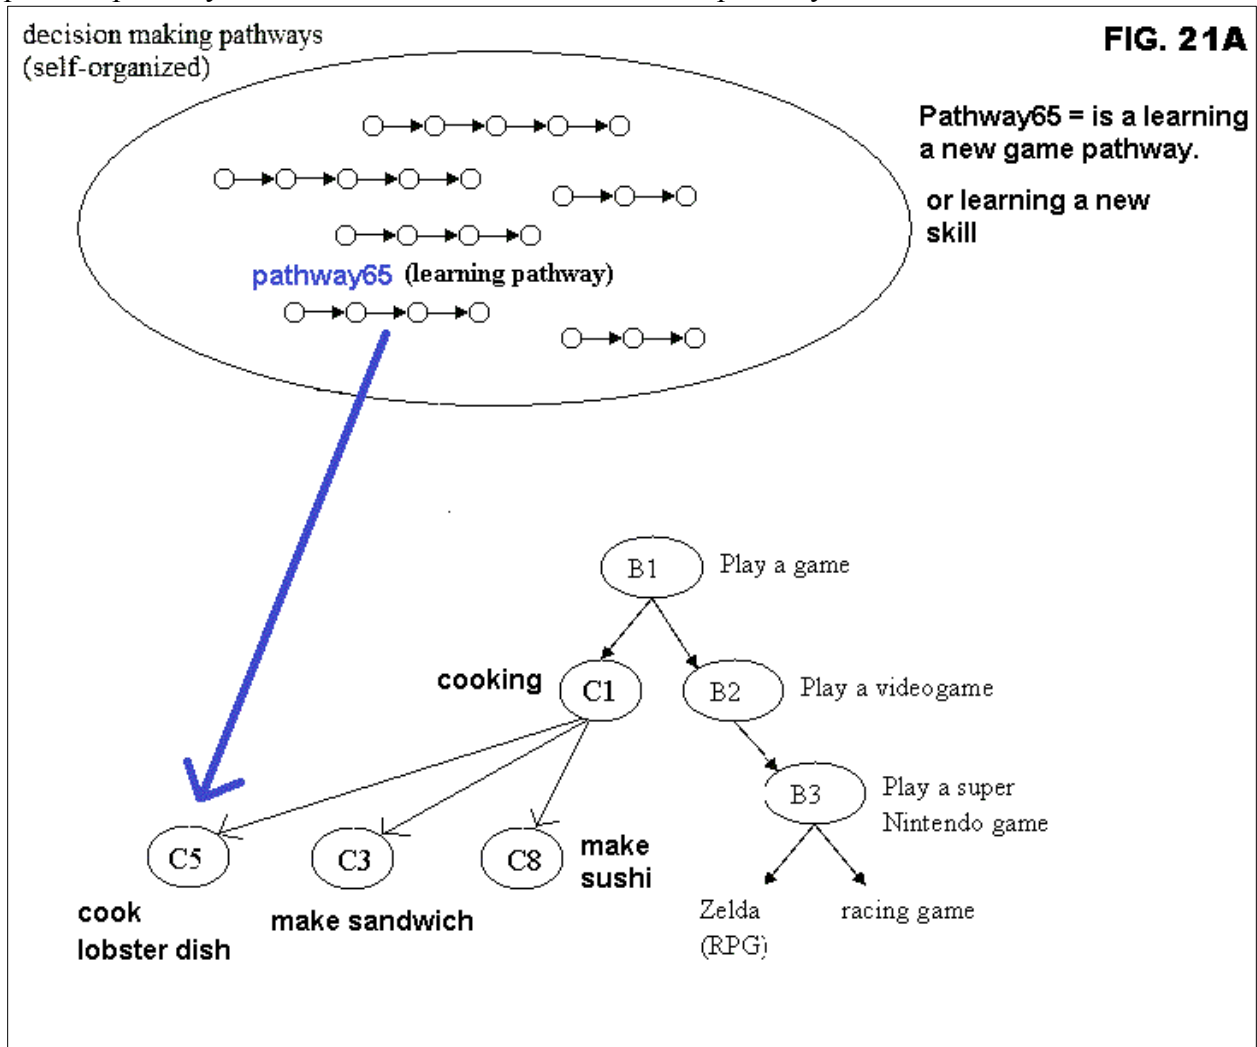 decision making pathways
(self-organized)
FIG. 21A
Pathway65 = is a learning
a new game pathway.
or learning a new
skill
pathway65 (learning pathway)
B1 Play a game
cooking C1 B2 Play a videogame
B3 Play a super
Nintendo game
C5 C3 C8 make
sushi
cook
lobster dish
make sandwich
Zelda
(RPG)
racing game